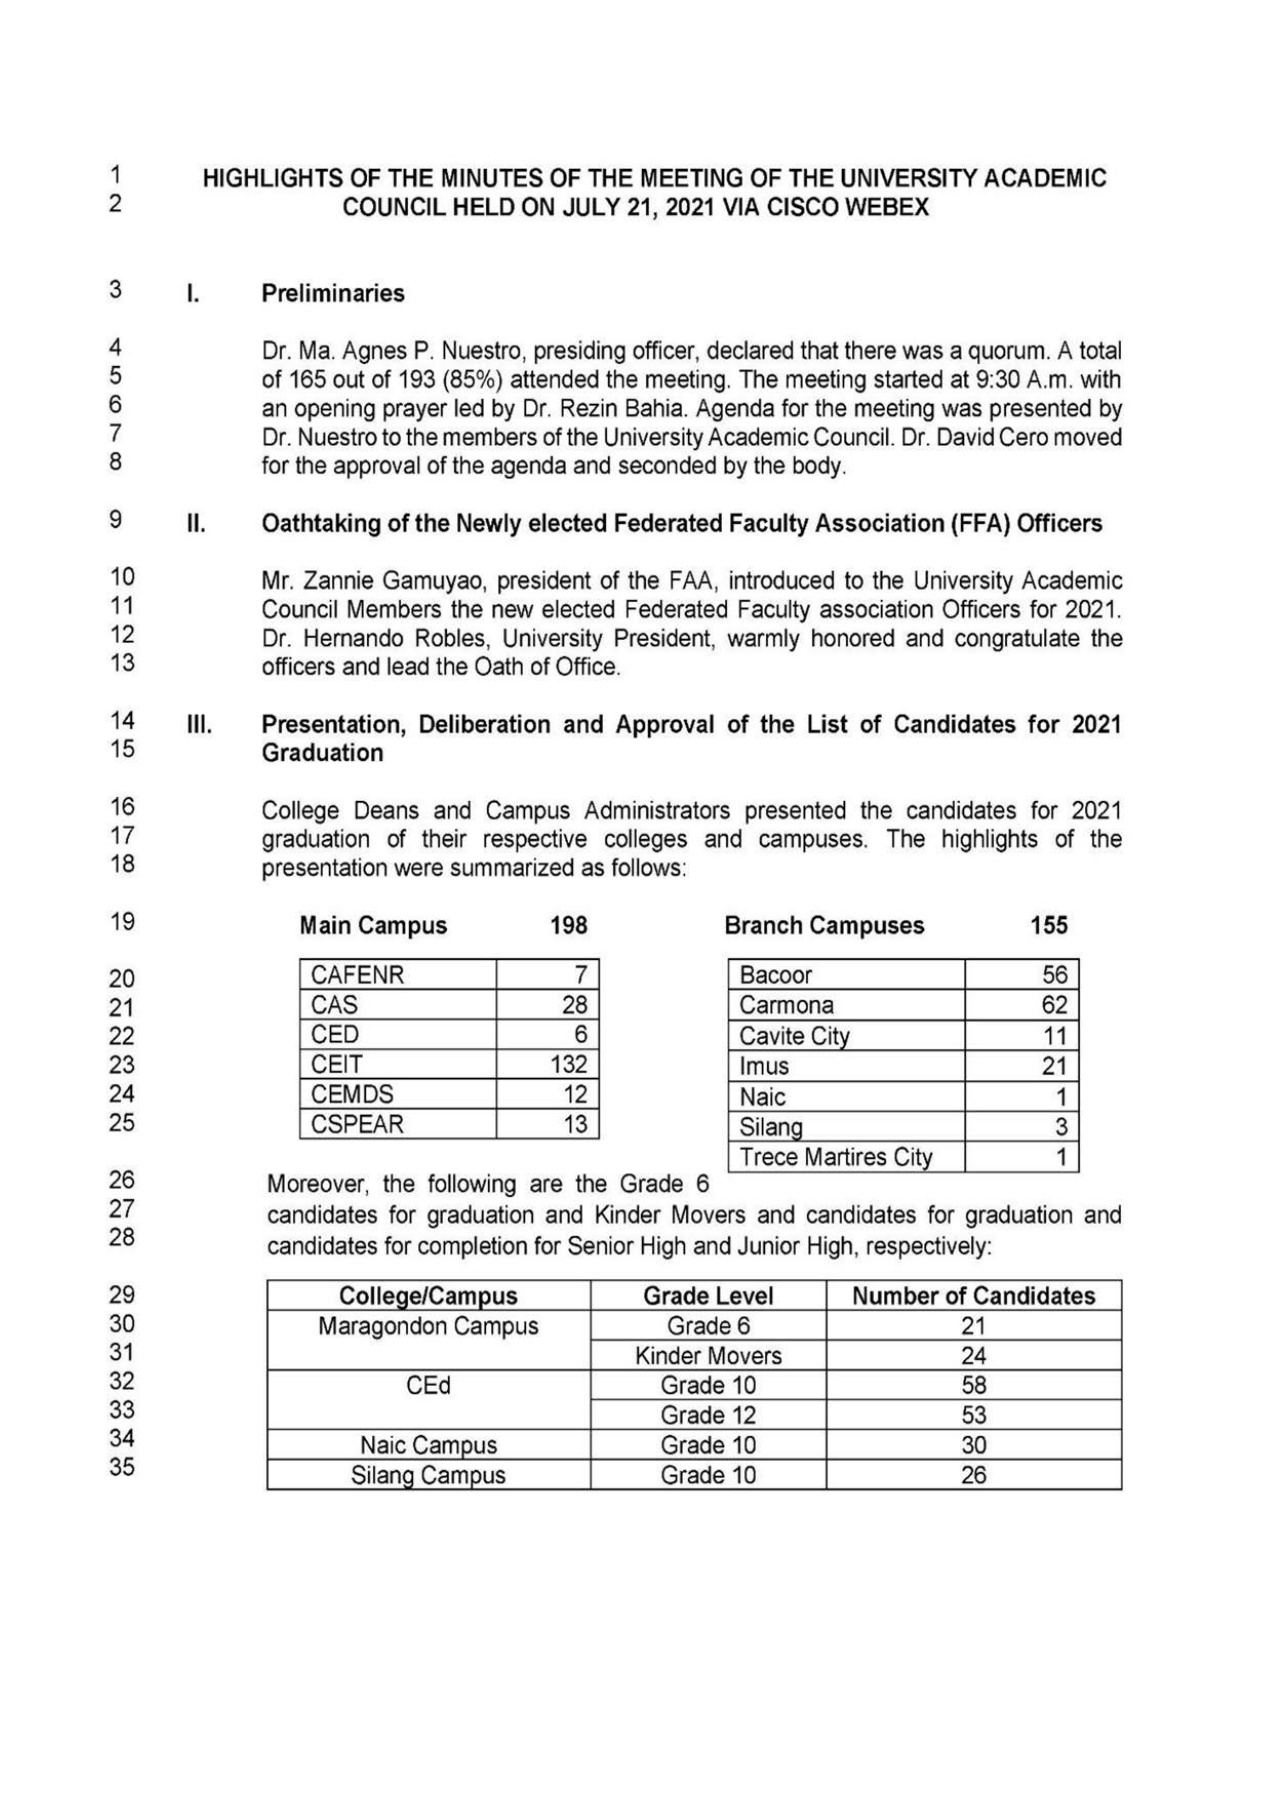 1 HIGHLIGHTS OF THE MINUTES OF THE MEETING OF THE UNIVERSITY ACADEMIC
2 COUNCIL HELD ON JULY 21, 2021 VIA CISCO WEBEX
3 I. Preliminaries
4 Dr. Ma. Agnes P. Nuestro, presiding officer, declared that there was a quorum. A total
5 of 165 out of 193 (85%) attended the meeting. The meeting started at 9:30 A.m. with
6 an opening prayer led by Dr. Rezin Bahia. Agenda for the meeting was presented by
7 Dr. Nuestro to the members of the University Academic Council. Dr. David Cero moved
8 for the approval of the agenda and seconded by the body.
9 II. Oathtaking of the Newly elected Federated Faculty Association (FFA) Officers
10 Mr. Zannie Gamuyao, president of the FAA, introduced to the University Academic
11 Council Members the new elected Federated Faculty association Officers for 2021.
12 Dr. Hernando Robles, University President, warmly honored and congratulate the
13 officers and lead the Oath of Office.
14 III. Presentation, Deliberation and Approval of the List of Candidates for 2021
15 Graduation
16 College Deans and Campus Administrators presented the candidates for 2021
17 graduation of their respective colleges and campuses. The highlights of the
18 presentation were summarized as follows:
19 Main Campus 198 Branch Campuses 155
20 CAFENR 7 Bacoor 56
21 CAS 28 Carmona 62
22 CED 6 Cavite City 11
23 CEIT 132 Imus 21
24 CEMDS 12 Naic 1
25 CSPEAR 13 Silang 3
Trece Martires City 1
26 Moreover, the following are the Grade 6
27 candidates for graduation and Kinder Movers and candidates for graduation and
28 candidates for completion for Senior High and Junior High, respectively:
29 College/Campus Grade Level Number of Candidates
30 Maragondon Campus Grade 6 21
31 Kinder Movers 24
32 CEd Grade 10 58
33 Grade 12 53
34 Naic Campus Grade 10 30
35 Silang Campus Grade 10 26